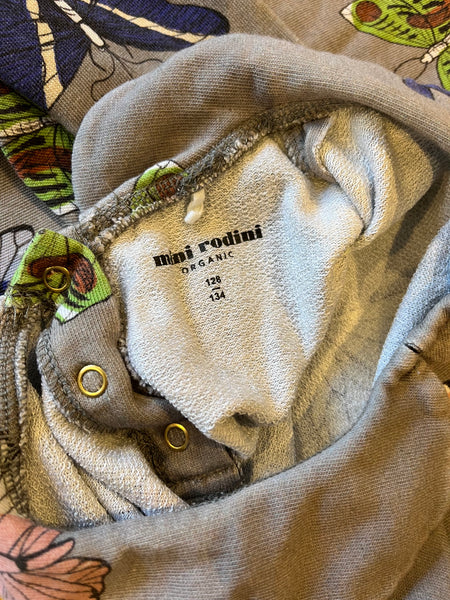 mini rodini
ORGANIC
128
134